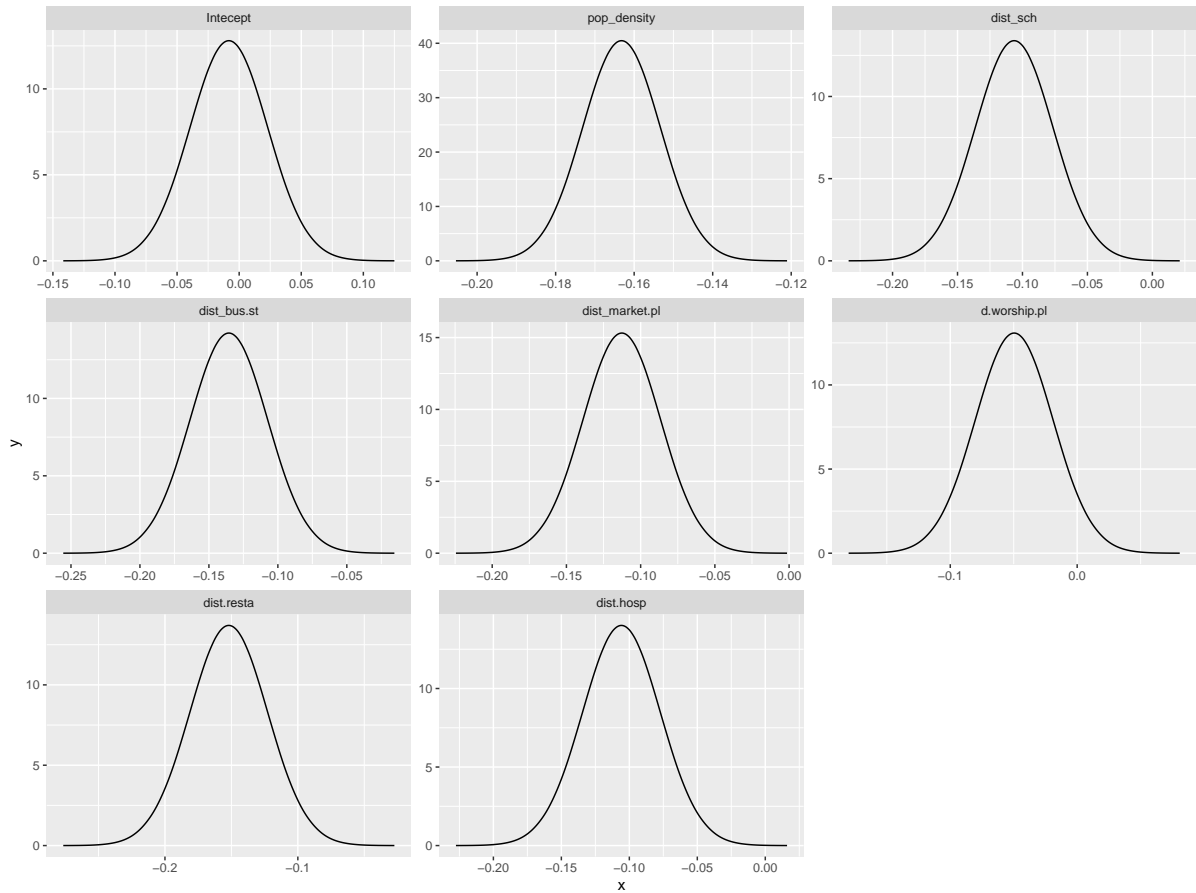 Intecept pop_density dist_sch
10
5
0
40
30
20
10
0
10
5
0
−0.15 −0.10 −0.05 0.00 0.05 0.10
−0.20 −0.18 −0.16 −0.14 −0.12
−0.20 −0.15 −0.10 −0.05 0.00
dist_bus.st dist_market.pl d.worship.pl
y
10
5
0
15
10
5
0
10
5
0
−0.25 −0.20 −0.15 −0.10 −0.05
−0.20 −0.15 −0.10 −0.05 0.00
−0.1 0.0
dist.resta dist.hosp
10
5
0
10
5
0
−0.2 −0.1
−0.20 −0.15 −0.10 −0.05 0.00
x